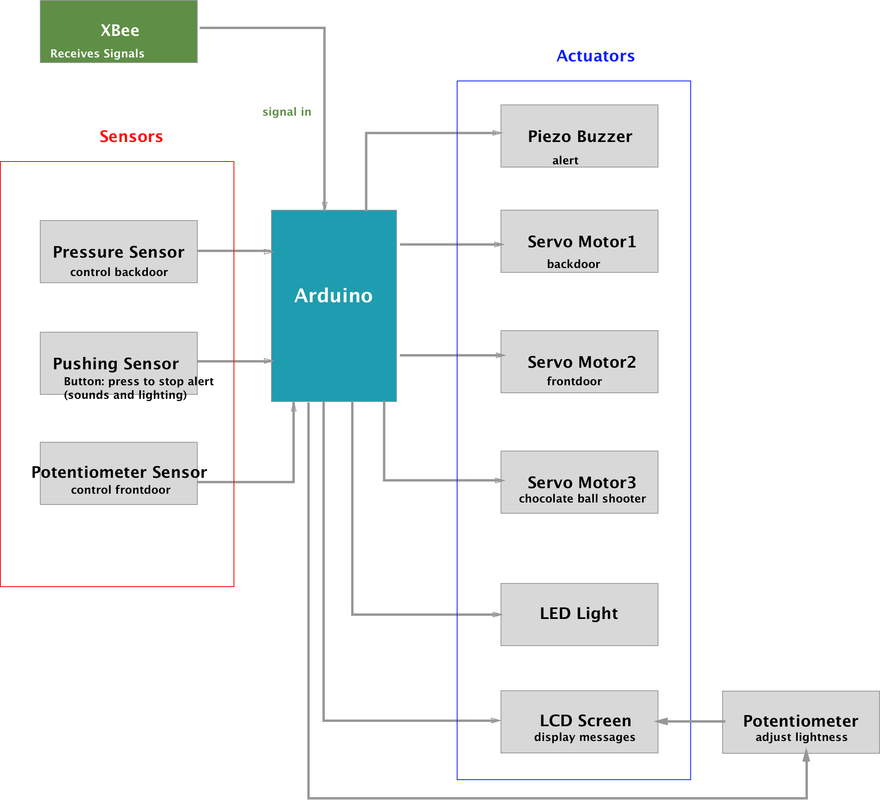 XBee
Receives Signals
signal in
Sensors
Pressure Sensor
control backdoor
Pushing Sensor
Button: press to stop alert
(sounds and lighting)
Potentiometer Sensor
control frontdoor
Arduino
Actuators
Piezo Buzzer
alert
Servo Motor1
backdoor
Servo Motor2
frontdoor
Servo Motor3
chocolate ball shooter
LED Light
LCD Screen
display messages
Potentiometer
adjust lightness